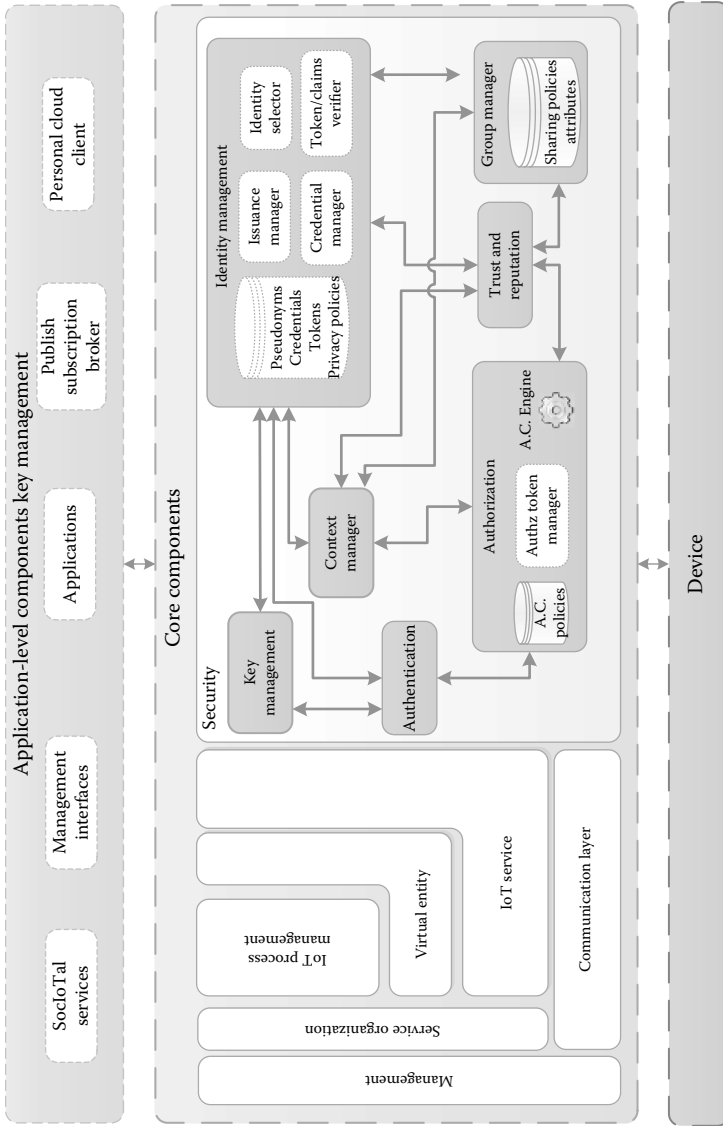 Application-level components key management
SocIoTal
services
Management
interfaces
Applications
Publish
subscription
broker
Personal cloud
client
Core components
Management
Service organization
IoT process
management
Virtual entity
IoT service
Communication layer
Security
Key
management
Authentication
Context
manager
Identity management
Pseudonyms
Credentials
Tokens
Privacy policies
Issuance
manager
Identity
selector
Credential
manager
Token/claims
verifier
Authorization
A.C.
policies
Authz token
manager
A.C. Engine
Trust and
reputation
Group manager
Sharing policies
attributes
Device